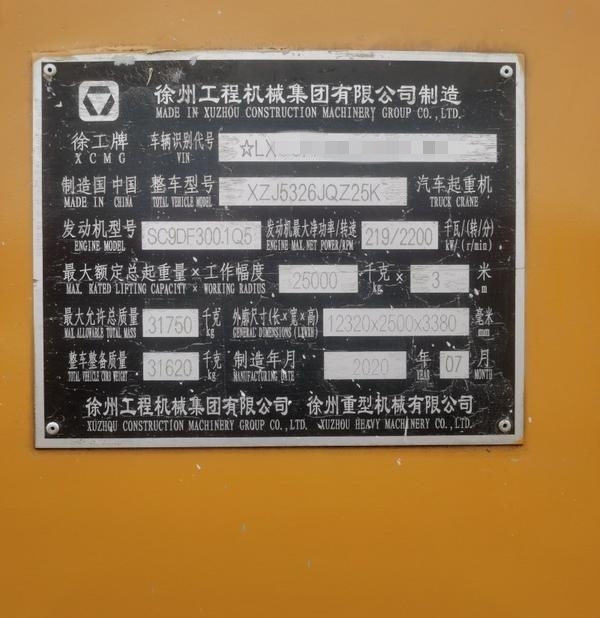 徐州工程机械集团有限公司制造
MADE IN XUZHOU CONSTRUCTION MACHINERY GROUP CO.,LTD.
徐工牌 车辆识别代号 ☆LX
XCMG VIN
制造国 中国 整车型号 XZJ5326JQZ25K 汽车起重机
MADE IN CHINA TOTAL VEHICLE MODEL TRUCK CRANE
发动机型号 SC9DF300.1Q5 发动机最大净功率/转速 219/2200 千瓦/(转/分)
ENGINE MODEL ENGINE MAX.NET POWER/RPM kW/(r/min)
最大额定总起重量×工作幅度 25000 千克 × 3 米
MAX. RATED LIFTING CAPACITY × WORKING RADIUS kg m
最大允许总质量 31750 千克 外廓尺寸(长×宽×高) 12320x2500x3380 毫米
MAX ALLOWABLE TOTAL MASS kg GENERAL DIMENSIONS (LXWXH) mm
整车整备质量 31620 千克 制造年月 2020 年 07 月
TOTAL VEHICLE CURB WEIGHT kg MANUFACTURING DATE YEAR MONTH
徐州工程机械集团有限公司 徐州重型机械有限公司
XUZHOU CONSTRUCTION MACHINERY GROUP CO.,LTD. XUZHOU HEAVY MACHINERY CO.,LTD.